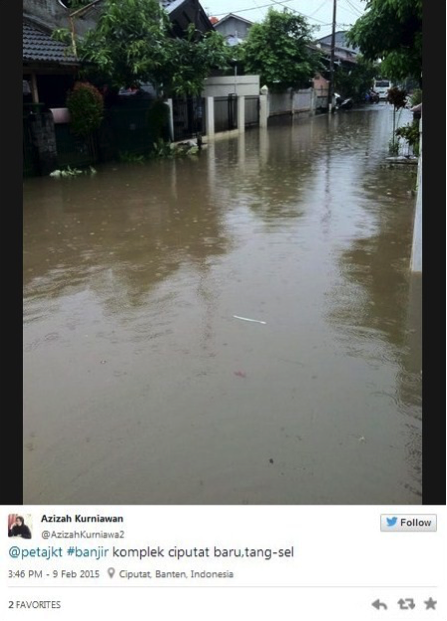 Azizah Kurniawan
@AzizahKurniawa2
Follow
@petajkt #banjir komplek ciputat baru,tang-sel
3:46 PM - 9 Feb 2015 Ciputat, Banten, Indonesia
2 FAVORITES